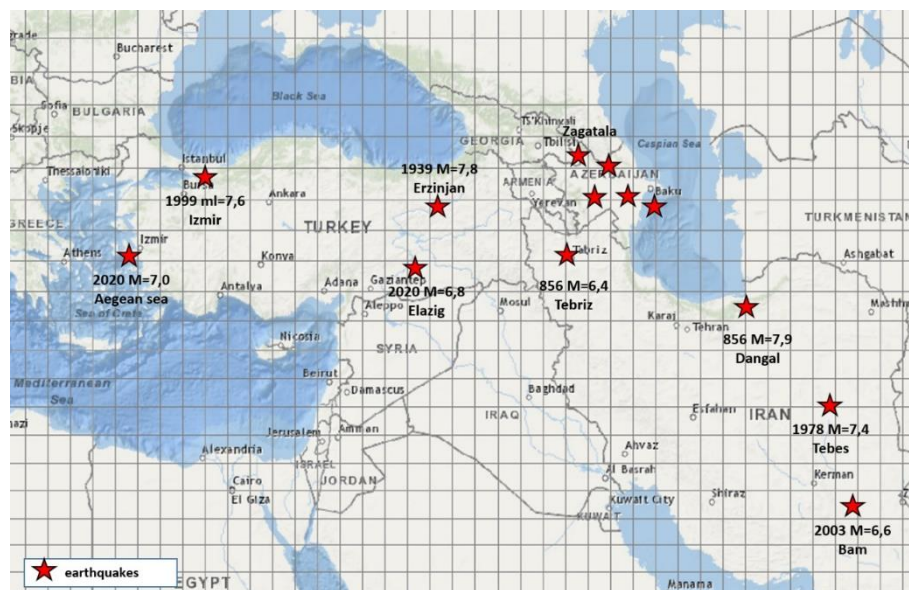 Bucharest
BULGARIA
Sofia
Skopje
Black Sea
Ts'Khinvali
GEORGIA
Tbilisi
Zagatala
Caspian Sea
Istanbul
Thessaloniki
Bursa
1999 ml=7,6
Izmir
Ankara
1939 M=7,8
Erzinjan
ARMENIA
Yerevan
AZERBAIJAN
Baku
TURKMENISTAN
GREECE
TURKEY
Athens
Izmir
2020 M=7,0
Aegean sea
Sea of Crete
Konya
Antalya
Adana
Gaziantep
2020 M=6,8
Elazig
Aleppo
Mosul
Tabriz
856 M=6,4
Tebriz
Ashgabat
Mashh
Karaj
Tehran
856 M=7,9
Dangal
Nicosia
SYRIA
Mediterranean
Sea
Beirut
Damascus
Baghdad
IRAQ
Esfahan
IRAN
1978 M=7,4
Tebes
Jerusalem
Amman
Alexandria
ISRAEL
JORDAN
Cairo
El Giza
Ahvaz
Al Basrah
Kuwait City
KUWAIT
Shiraz
Kerman
2003 M=6,6
Bam
Manama
EGYPT
earthquakes